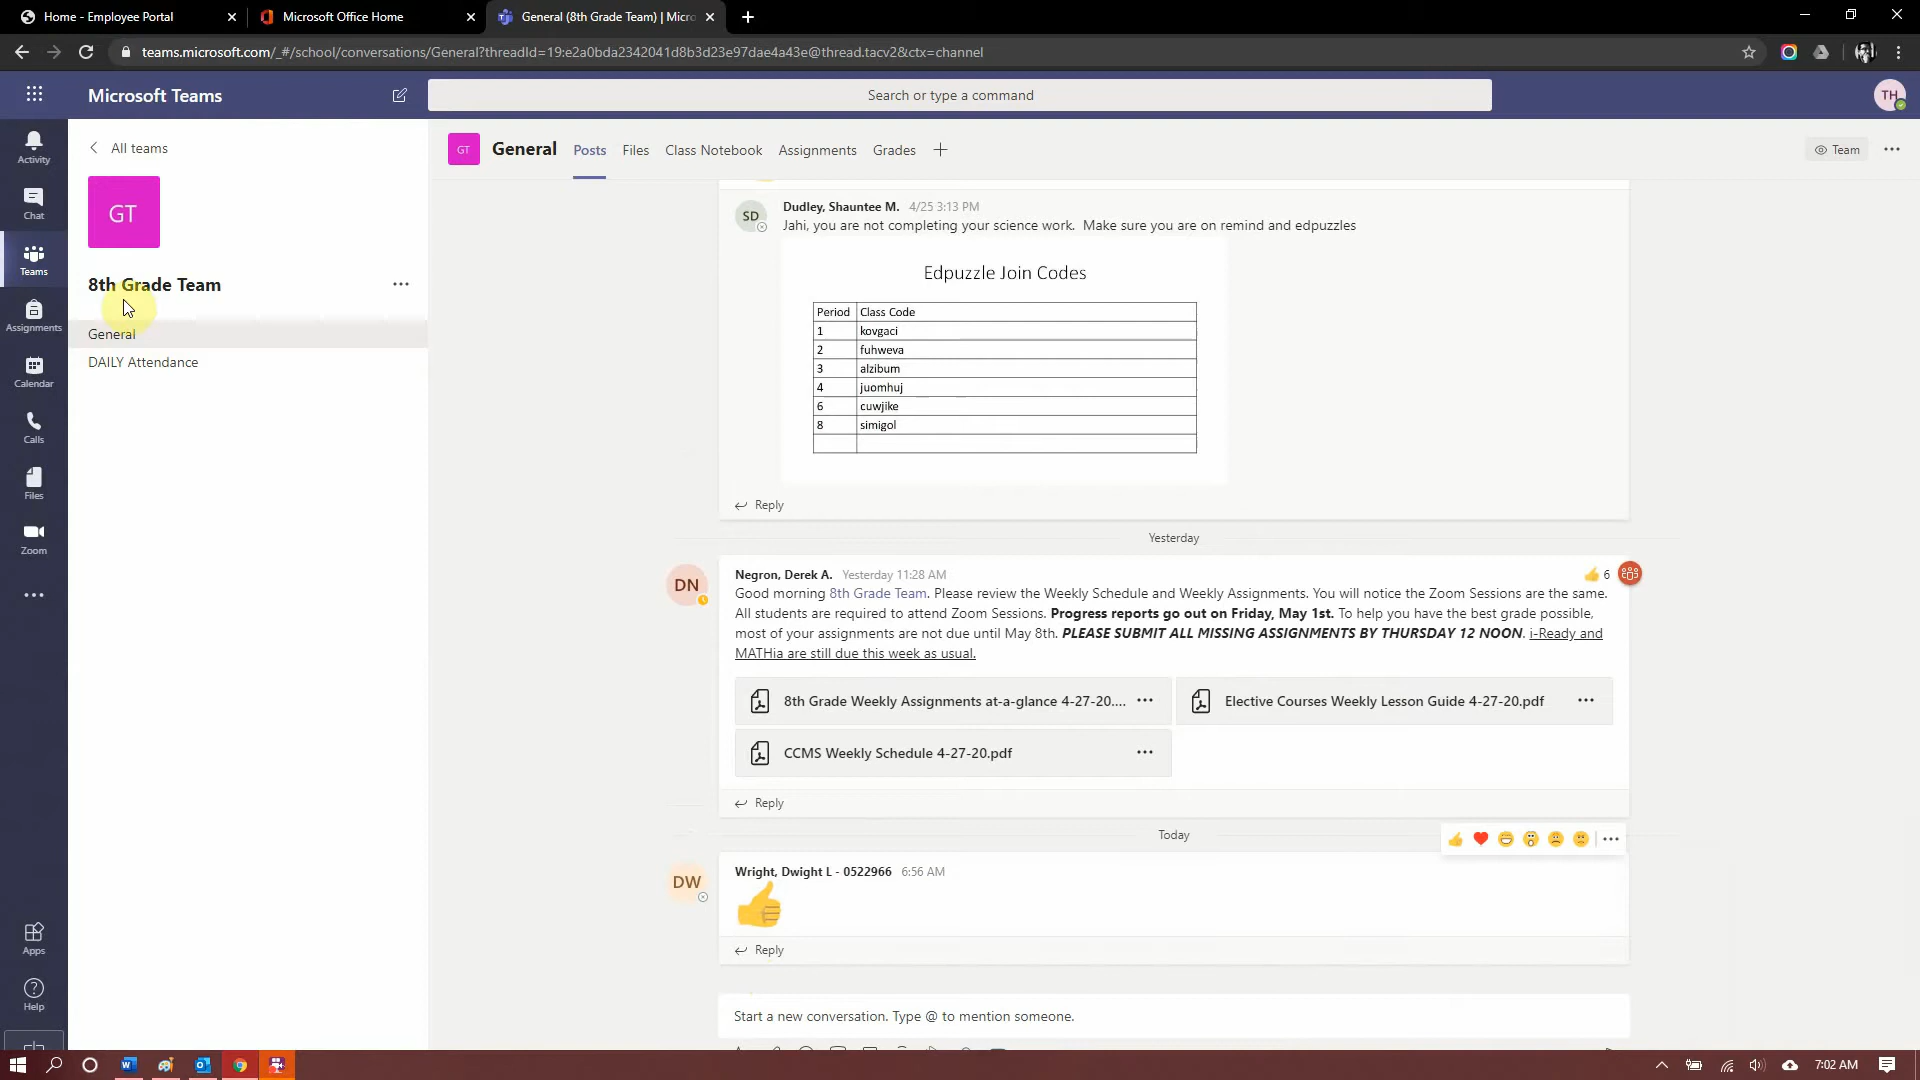 Home - Employee Portal
Microsoft Office Home
General (8th Grade Team) | Micro
teams.microsoft.com/_#/school/conversations/General?threadId=19:e2a0bda2342041d8b3d23e97dae4a43e@thread.tacv2&ctx=channel
Microsoft Teams
Search or type a command
TH
Activity
Chat
Teams
Assignments
Calendar
Calls
Files
Zoom
Apps
Help
All teams
GT
8th Grade Team
General
DAILY Attendance
GT
General
Posts
Files
Class Notebook
Assignments
Grades
Team
SD
Dudley, Shauntee M. 4/25 3:13 PM
Jahi, you are not completing your science work. Make sure you are on remind and edpuzzles
Edpuzzle Join Codes
Period Class Code
1 kovgaci
2 fuhweva
3 alzibum
4 juomhuj
6 cuwjike
8 simigol
Reply
Yesterday
DN
Negron, Derek A. Yesterday 11:28 AM
6
Good morning 8th Grade Team. Please review the Weekly Schedule and Weekly Assignments. You will notice the Zoom Sessions are the same.
All students are required to attend Zoom Sessions. Progress reports go out on Friday, May 1st. To help you have the best grade possible,
most of your assignments are not due until May 8th. PLEASE SUBMIT ALL MISSING ASSIGNMENTS BY THURSDAY 12 NOON. i-Ready and
MATHia are still due this week as usual.
8th Grade Weekly Assignments at-a-glance 4-27-20....
Elective Courses Weekly Lesson Guide 4-27-20.pdf
CCMS Weekly Schedule 4-27-20.pdf
Reply
Today
DW
Wright, Dwight L - 0522966 6:56 AM
Reply
Start a new conversation. Type @ to mention someone.
7:02 AM